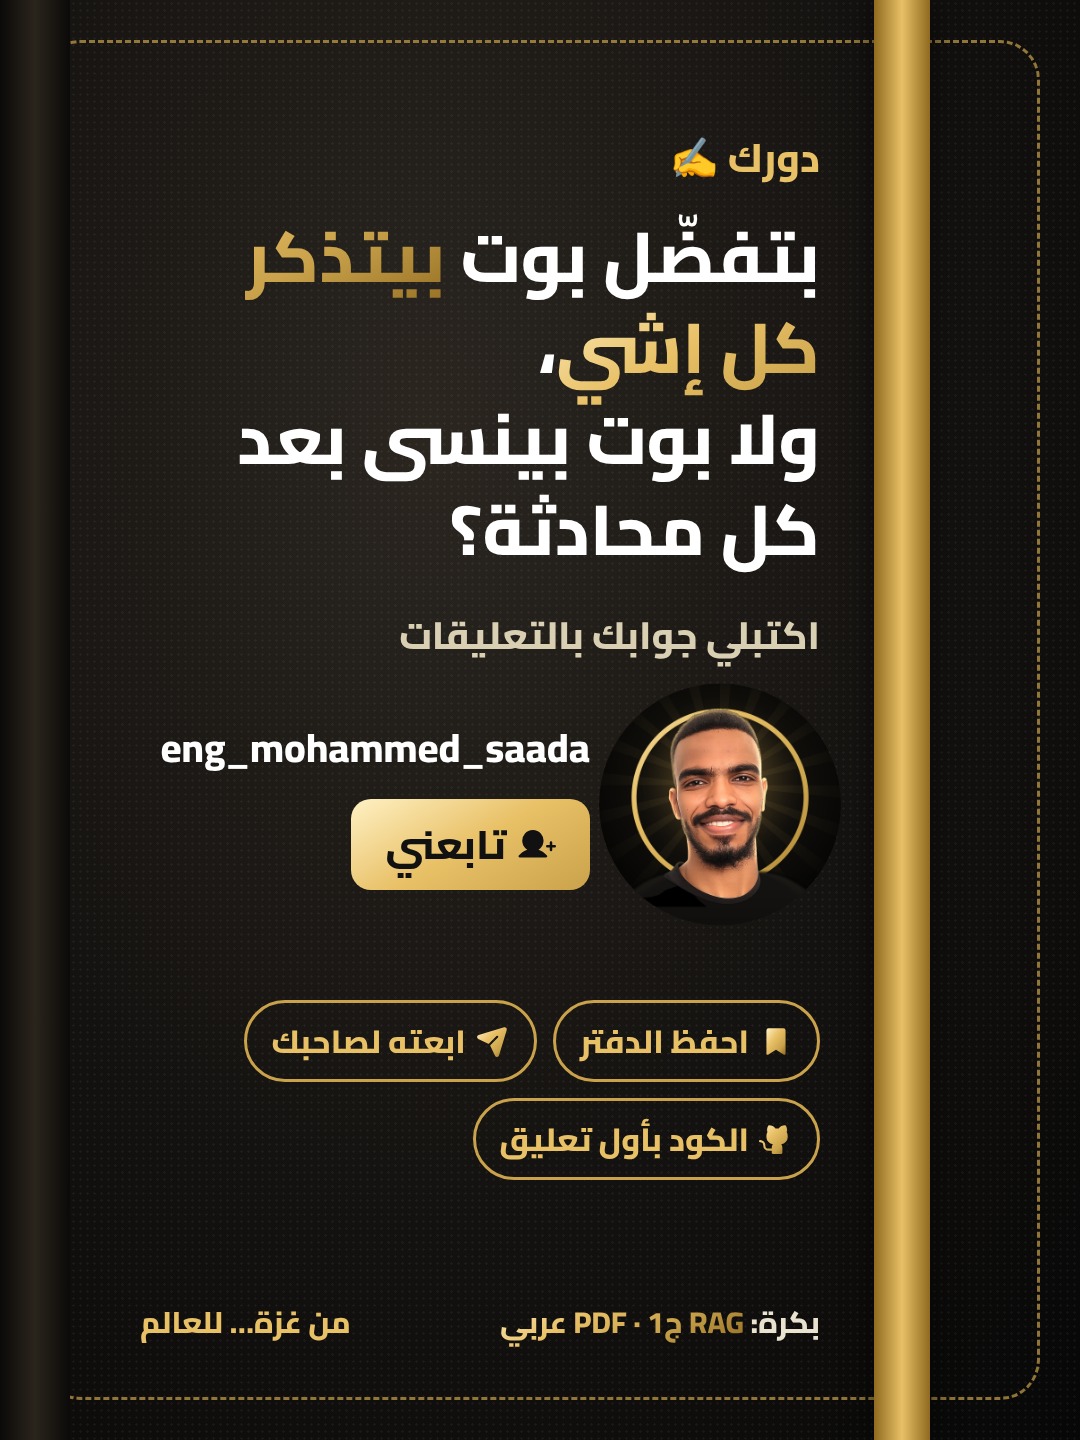 دورك ✍️
بتفضّل بوت بيتذكر
كل إشي،
ولا بوت بينسى بعد
كل محادثة؟
اكتبلي جوابك بالتعليقات
eng_mohammed_saada
تابعني
احفظ الدفتر
ابعته لصاحبك
الكود بأول تعليق
بكرة: RAG ج1 · PDF عربي
من غزة... للعالم